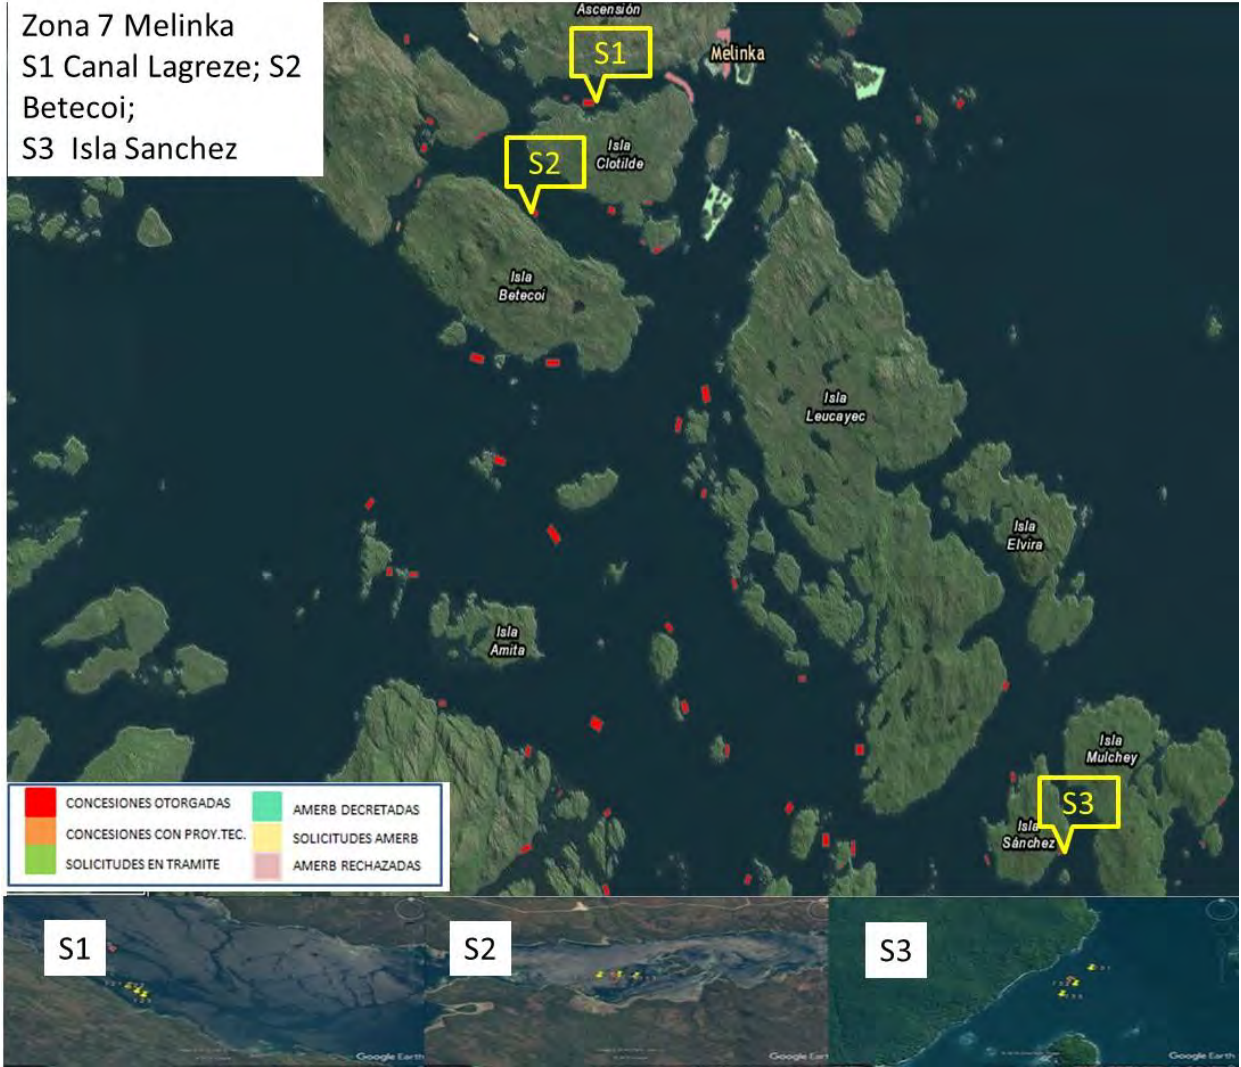 Zona 7 Melinka
S1 Canal Lagreze; S2
Betecoi;
S3 Isla Sanchez
Ascensión
S1
Melinka
Isla
Clotilde
S2
Isla
Betecoi
Isla
Leucayec
Isla
Elvira
Isla
Amita
Isla
Mulchey
S3
Isla
Sánchez
CONCESIONES OTORGADAS
CONCESIONES CON PROY.TEC.
SOLICITUDES EN TRAMITE
AMERB DECRETADAS
SOLICITUDES AMERB
AMERB RECHAZADAS
S1
Google Earth
S2
Google Earth
S3
Google Earth